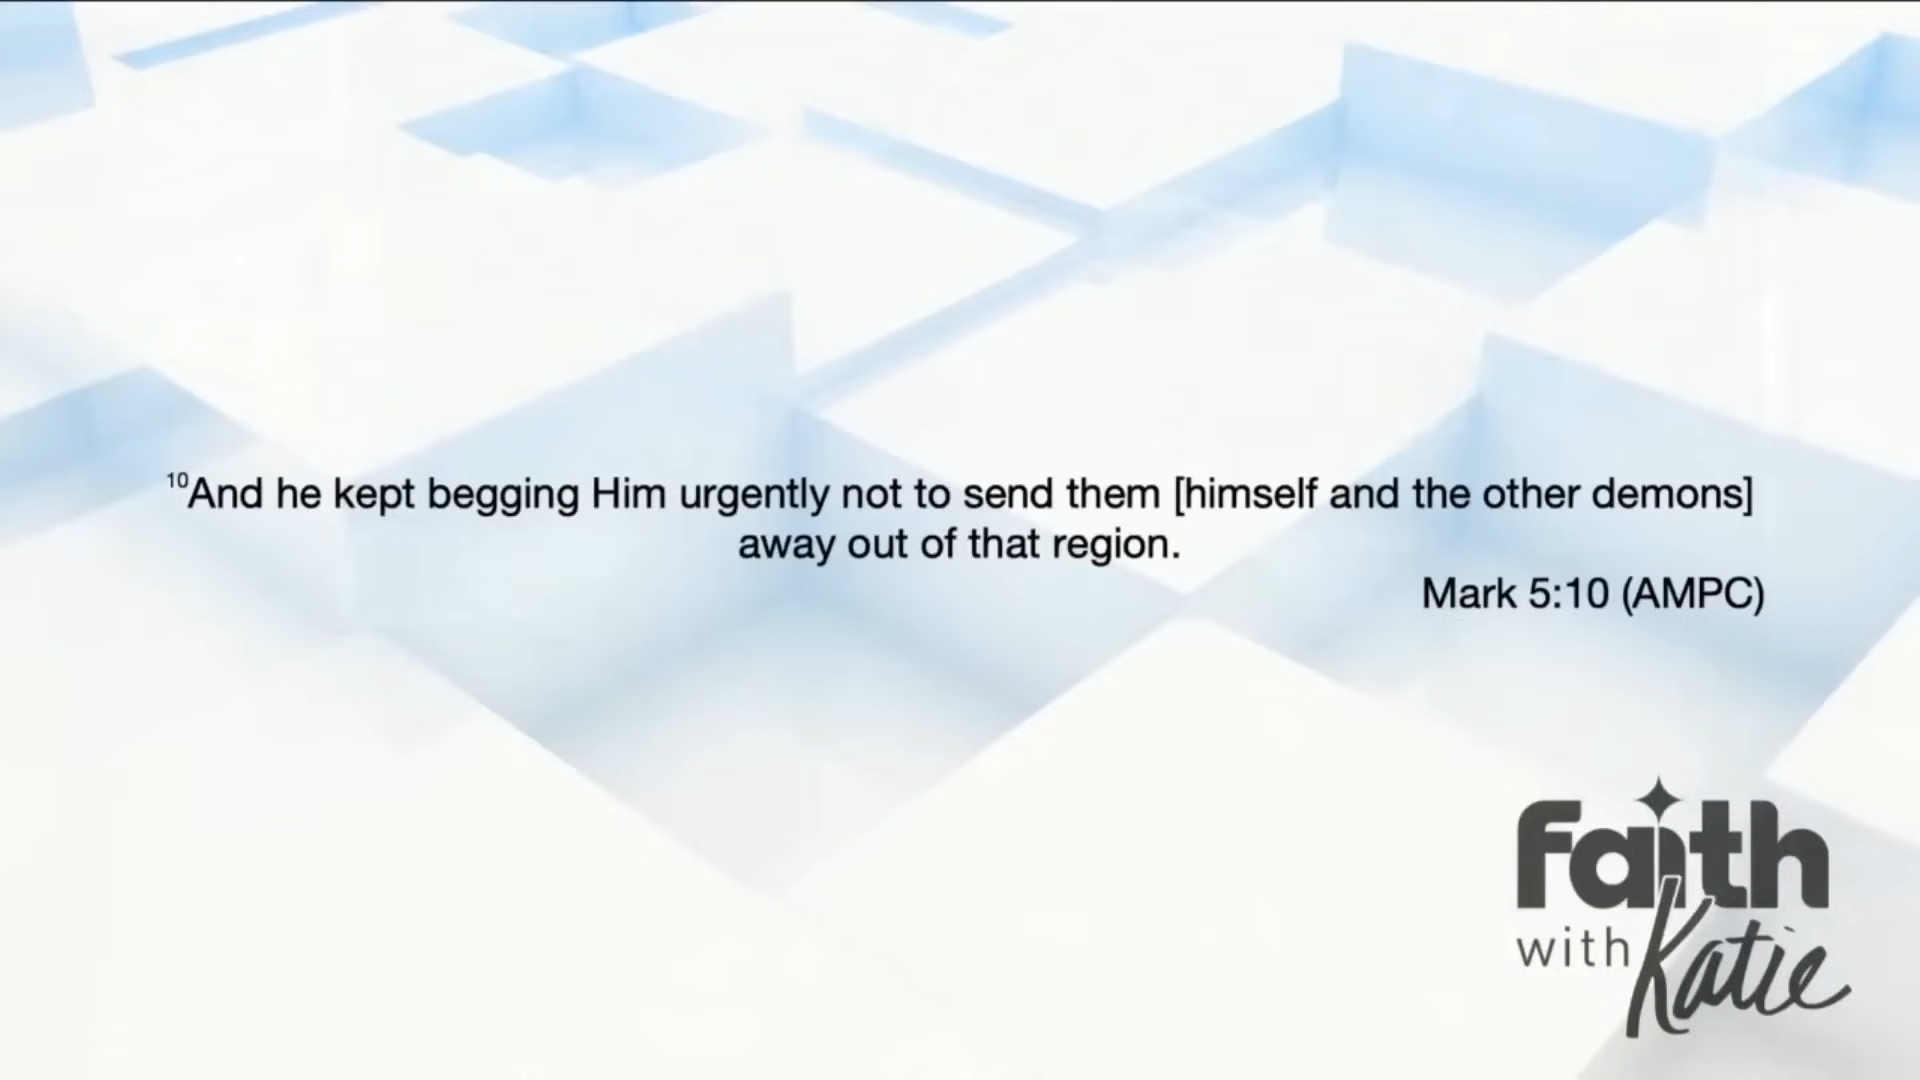 10And he kept begging Him urgently not to send them [himself and the other demons]
away out of that region.
Mark 5:10 (AMPC)
faith
with Katie